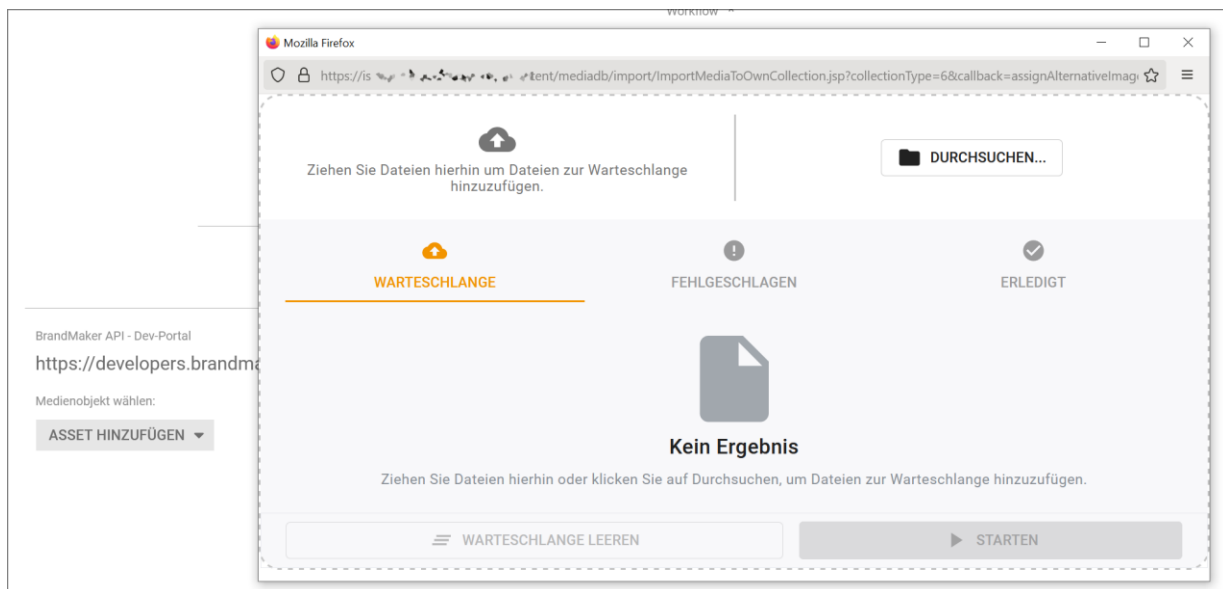 Workflow
Mozilla Firefox
https://is tent/mediadb/import/ImportMediaToOwnCollection.jsp?collectionType=6&callback=assignAlternativeImag
Ziehen Sie Dateien hierhin um Dateien zur Warteschlange
hinzuzufügen.
DURCHSUCHEN...
WARTESCHLANGE
FEHLGESCHLAGEN
ERLEDIGT
BrandMaker API - Dev-Portal
https://developers.brandma
Medienobjekt wählen:
ASSET HINZUFÜGEN
Kein Ergebnis
Ziehen Sie Dateien hierhin oder klicken Sie auf Durchsuchen, um Dateien zur Warteschlange hinzuzufügen.
WARTESCHLANGE LEEREN
STARTEN